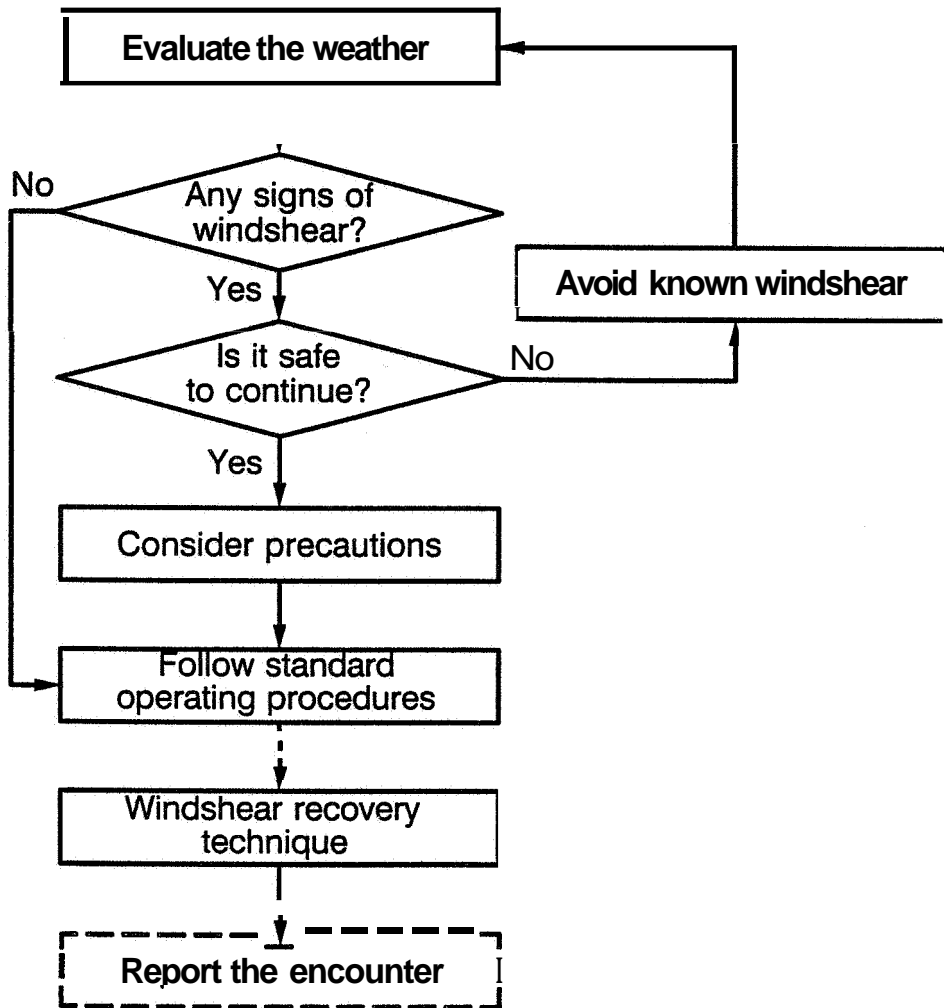 Evaluate the weather
No
Any signs of
windshear?
Yes
Avoid known windshear
Is it safe
to continue?
No
Yes
Consider precautions
Follow standard
operating procedures
Windshear recovery
technique
Report the encounter